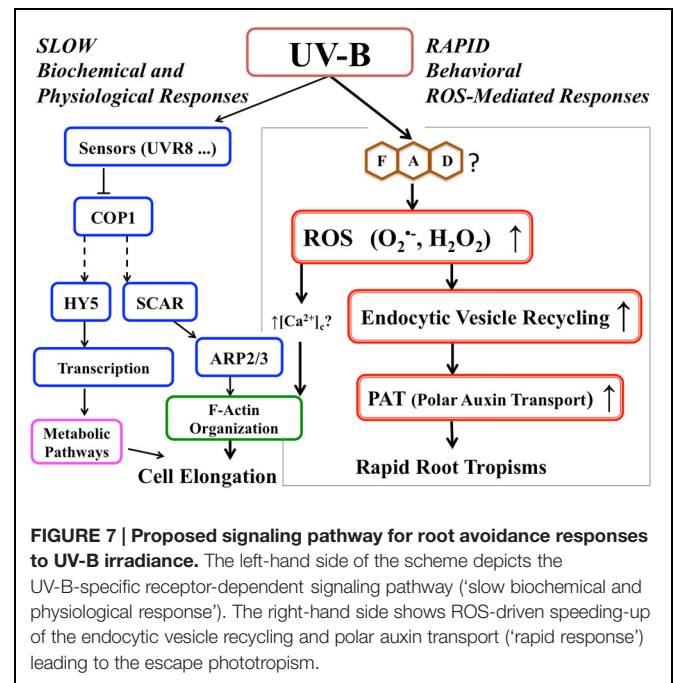 SLOW
Biochemical and
Physiological Responses
UV-B
RAPID
Behavioral
ROS-Mediated Responses
Sensors (UVR8 ...)
F A D ?
COP1
ROS (O₂•⁻, H₂O₂) ↑
HY5
SCAR
↑[Ca²⁺]c?
Endocytic Vesicle Recycling ↑
Transcription
ARP2/3
PAT (Polar Auxin Transport) ↑
Metabolic
Pathways
F-Actin
Organization
Cell Elongation
Rapid Root Tropisms
FIGURE 7 | Proposed signaling pathway for root avoidance responses
to UV-B irradiance. The left-hand side of the scheme depicts the
UV-B-specific receptor-dependent signaling pathway (‘slow biochemical and
physiological response’). The right-hand side shows ROS-driven speeding-up
of the endocytic vesicle recycling and polar auxin transport (‘rapid response’)
leading to the escape phototropism.